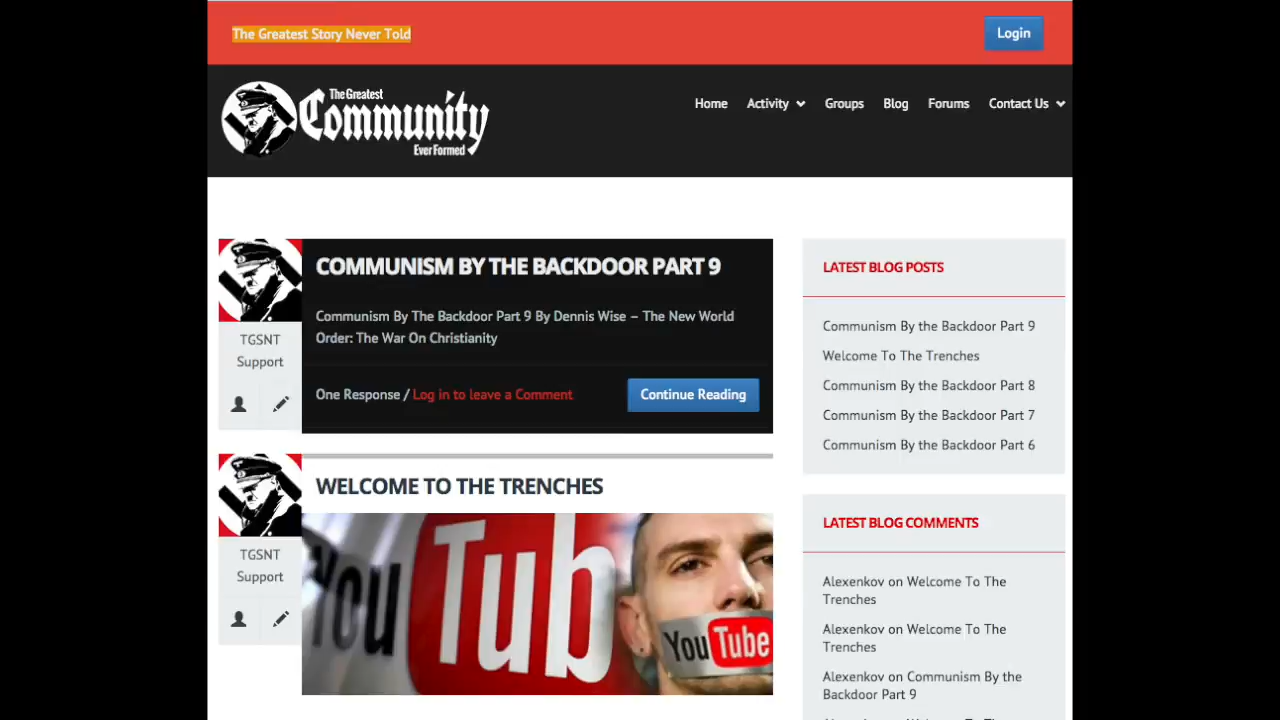 The Greatest Story Never Told
Login
The Greatest
Community
Ever Formed
Home
Activity
Groups
Blog
Forums
Contact Us
COMMUNISM BY THE BACKDOOR PART 9
Communism By The Backdoor Part 9 By Dennis Wise – The New World
Order: The War On Christianity
TGSNT
Support
One Response / Log in to leave a Comment
Continue Reading
WELCOME TO THE TRENCHES
TGSNT
Support
You Tub
YouTube
LATEST BLOG POSTS
Communism By the Backdoor Part 9
Welcome To The Trenches
Communism By the Backdoor Part 8
Communism By the Backdoor Part 7
Communism By the Backdoor Part 6
LATEST BLOG COMMENTS
Alexenkov on Welcome To The
Trenches
Alexenkov on Welcome To The
Trenches
Alexenkov on Communism By the
Backdoor Part 9